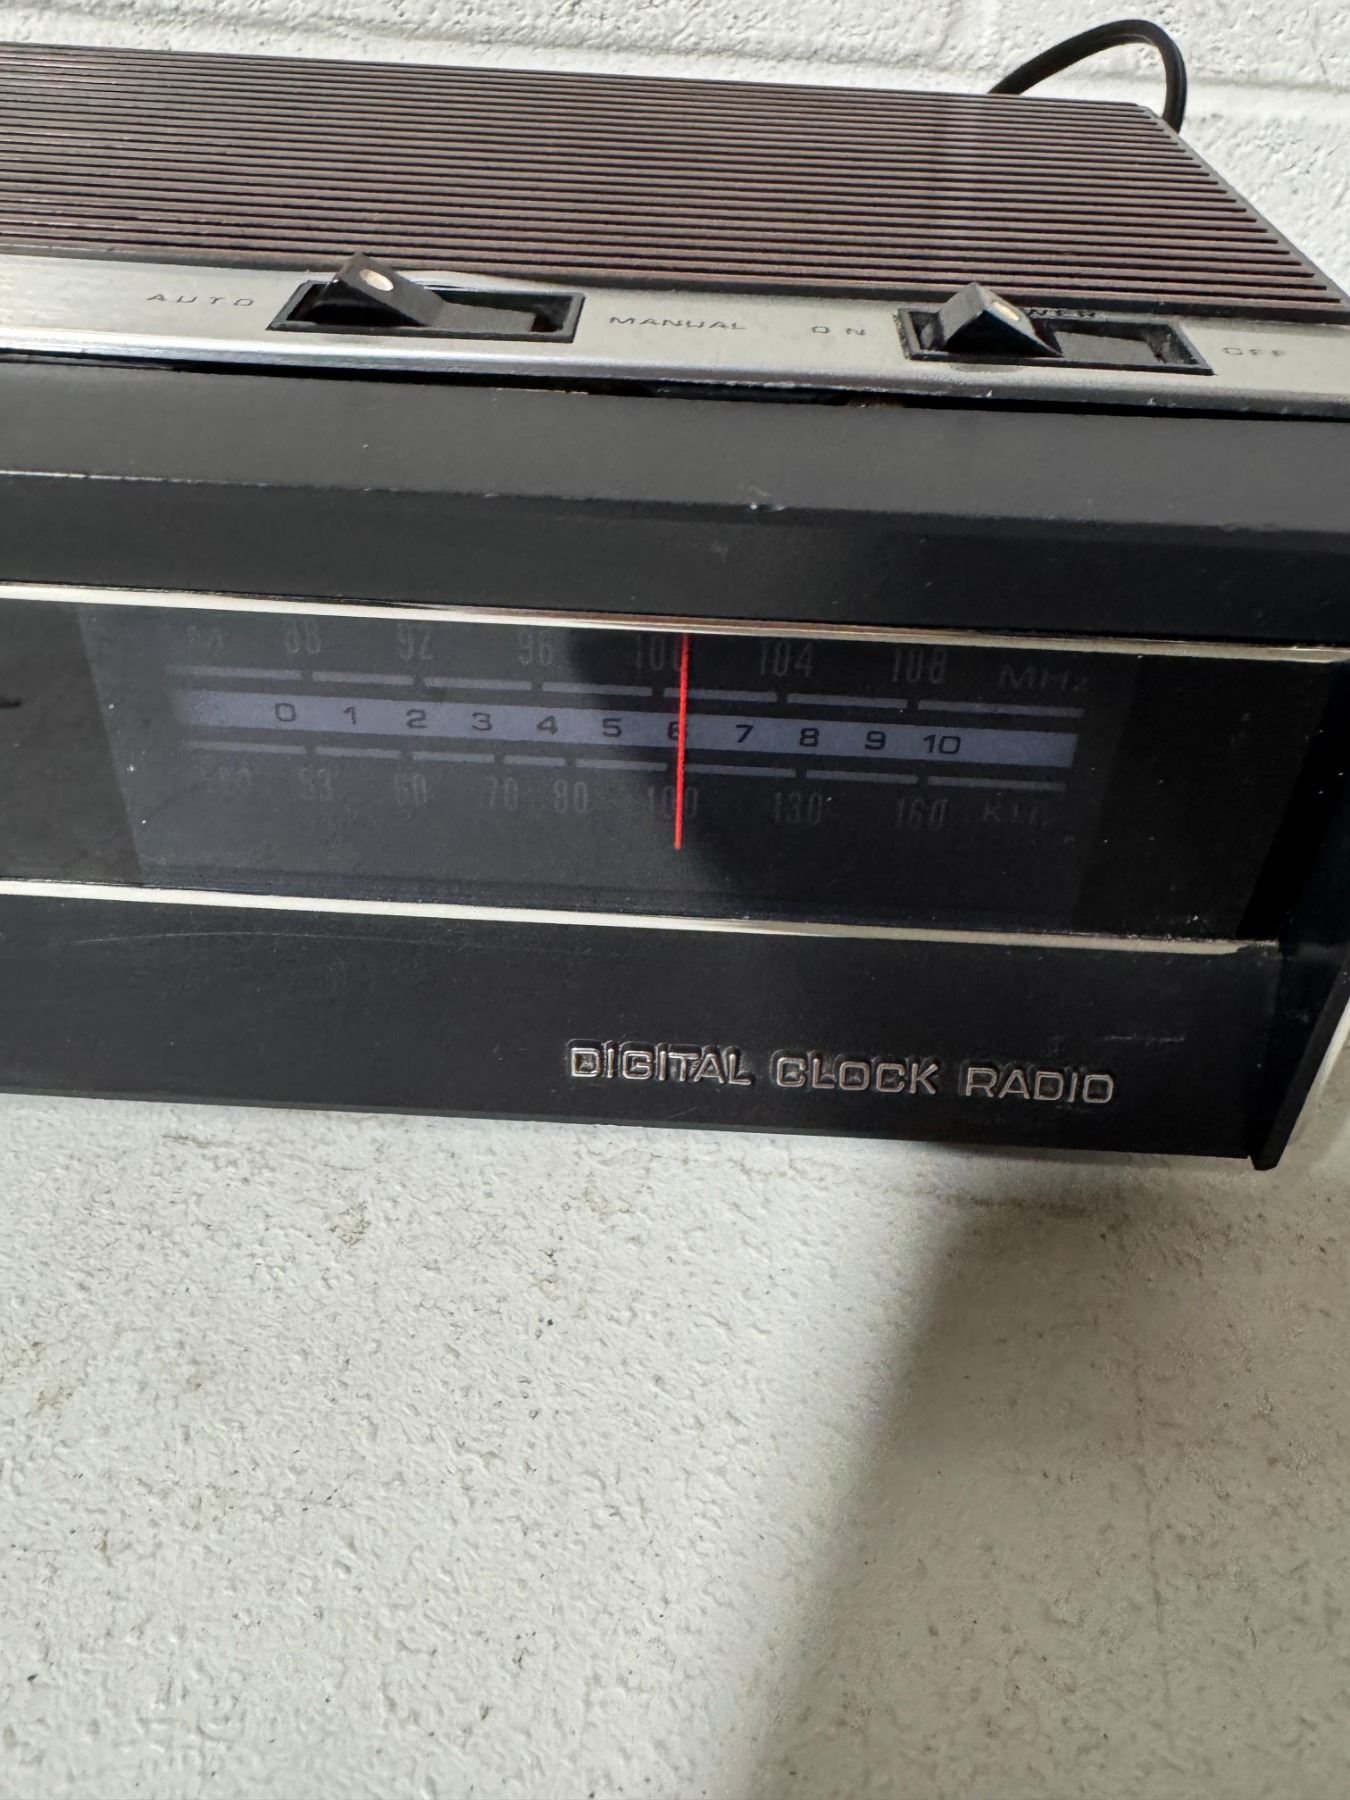 AUTO MANUAL ON OFF
88 92 96 100 104 108 MHz
0 1 2 3 4 5 6 7 8 9 10
53 60 70 80 100 130 160 KHz
DIGITAL CLOCK RADIO